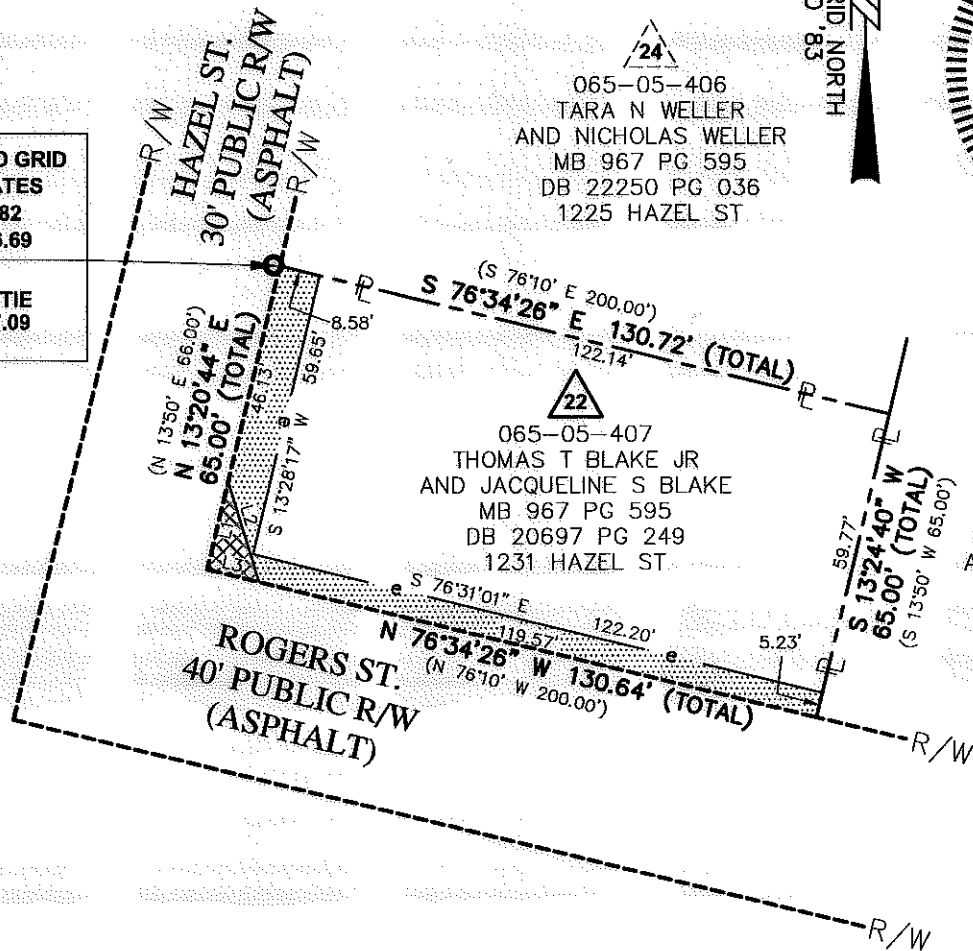 HAZEL ST.
30' PUBLIC R/W
(ASPHALT)
R/W
R/W
24
065-05-406
TARA N WELLER
AND NICHOLAS WELLER
MB 967 PG 595
DB 22250 PG 036
1225 HAZEL ST
NORTH
'83
GRID
82
.69
TIE
.09
(S 76°10' E 200.00')
S 76°34'26" E 130.72' (TOTAL)
122.14'
8.58'
59.65'
(N 13°50' E 66.00')
N 13°20'44" E
65.00' (TOTAL)
46.13'
e
S 13°28'17" W
22
065-05-407
THOMAS T BLAKE JR
AND JACQUELINE S BLAKE
MB 967 PG 595
DB 20697 PG 249
1231 HAZEL ST
59.77'
S 13°24'40" W
65.00' (TOTAL)
(S 13°50' W 65.00')
e S 76°31'01" E
122.20'
e
5.23'
119.57'
N 76°34'26" W 130.64' (TOTAL)
(N 76°10' W 200.00')
ROGERS ST.
40' PUBLIC R/W
(ASPHALT)
R/W
R/W